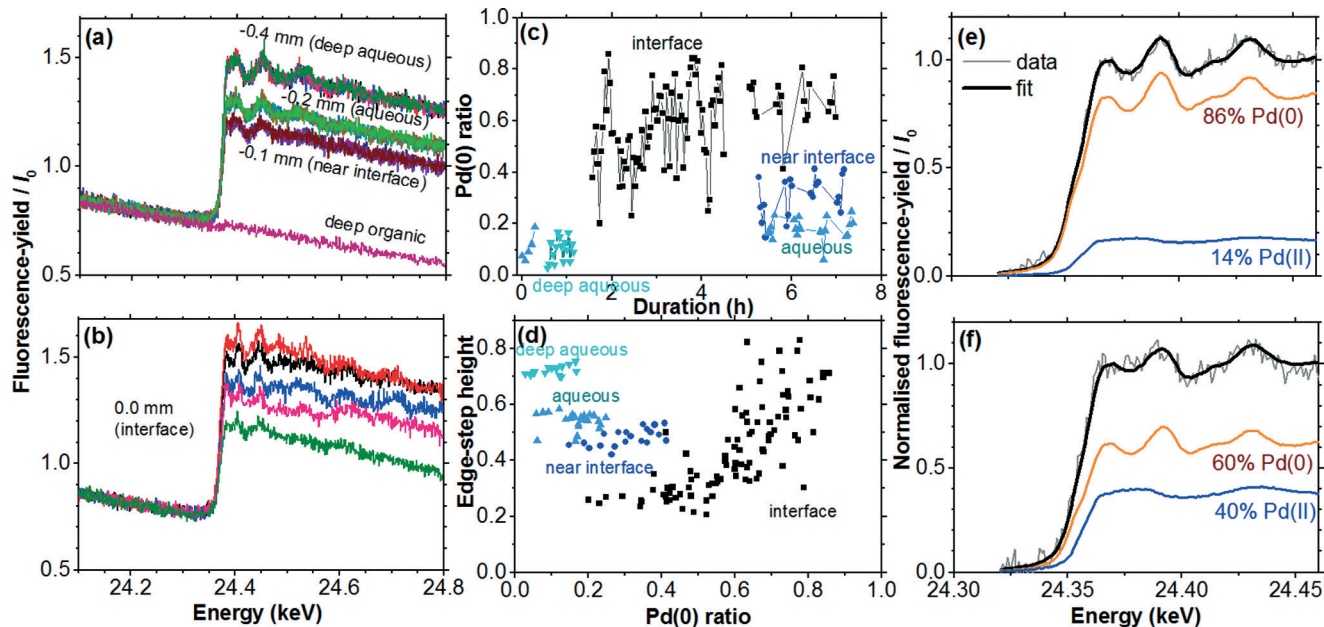 (a)
-0.4 mm (deep aqueous)
-0.2 mm (aqueous)
-0.1 mm (near interface)
deep organic
1.5
1.0
0.5
Fluorescence-yield / I0
(b)
0.0 mm
(interface)
1.5
1.0
0.5
24.1
24.4
24.6
24.8
Energy (keV)
(c)
interface
near interface
aqueous
deep aqueous
Pd(0) ratio
1.0
0.8
0.6
0.4
0.2
0.0
0
2
4
6
8
Duration (h)
(d)
deep aqueous
aqueous
near interface
interface
Edge-step height
0.8
0.6
0.4
0.2
0.0
0.0
0.2
0.4
0.6
0.8
1.0
Pd(0) ratio
(e)
data
fit
86% Pd(0)
14% Pd(II)
1.0
0.5
0.0
Normalised fluorescence-yield / I0
(f)
60% Pd(0)
40% Pd(II)
1.0
0.5
0.0
24.30
24.35
24.40
24.45
Energy (keV)